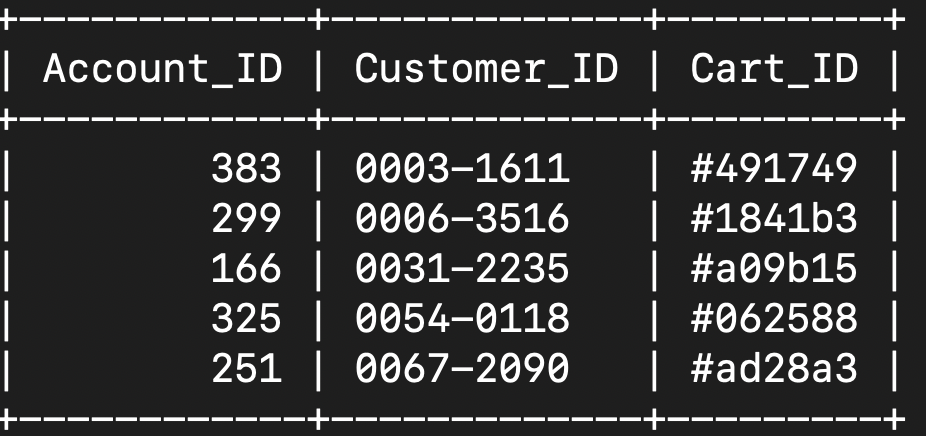 +------------+-------------+---------+
| Account_ID | Customer_ID | Cart_ID |
+------------+-------------+---------+
|        383 | 0003-1611   | #491749 |
|        299 | 0006-3516   | #1841b3 |
|        166 | 0031-2235   | #a09b15 |
|        325 | 0054-0118   | #062588 |
|        251 | 0067-2090   | #ad28a3 |
+------------+-------------+---------+